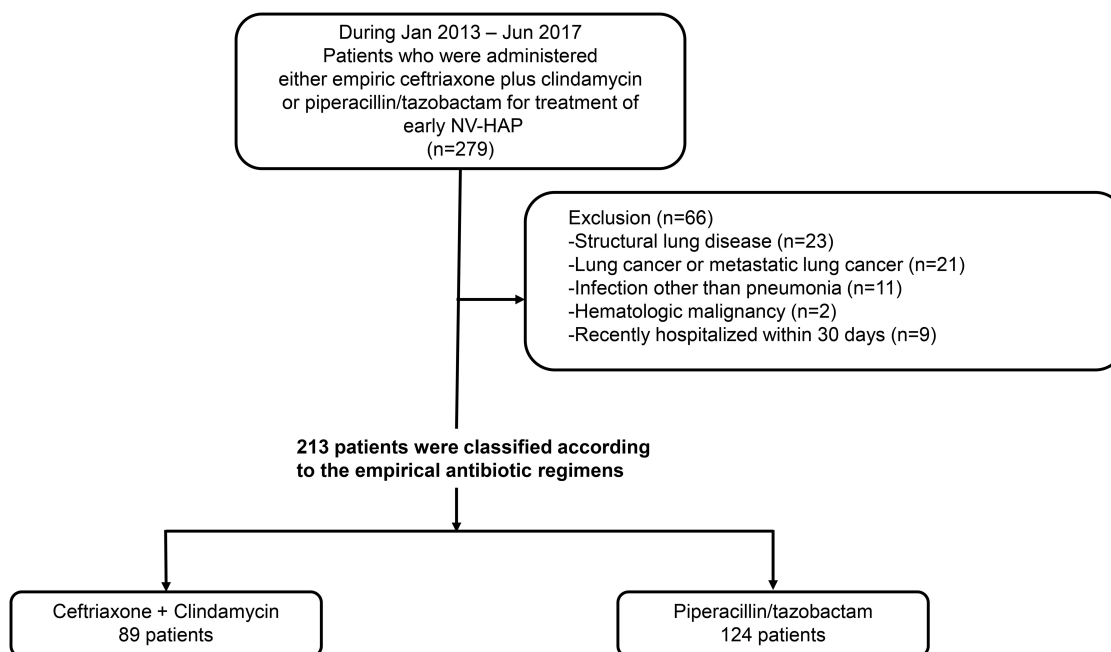 During Jan 2013 – Jun 2017
Patients who were administered
either empiric ceftriaxone plus clindamycin
or piperacillin/tazobactam for treatment of
early NV-HAP
(n=279)
Exclusion (n=66)
-Structural lung disease (n=23)
-Lung cancer or metastatic lung cancer (n=21)
-Infection other than pneumonia (n=11)
-Hematologic malignancy (n=2)
-Recently hospitalized within 30 days (n=9)
213 patients were classified according
to the empirical antibiotic regimens
Ceftriaxone + Clindamycin
89 patients
Piperacillin/tazobactam
124 patients